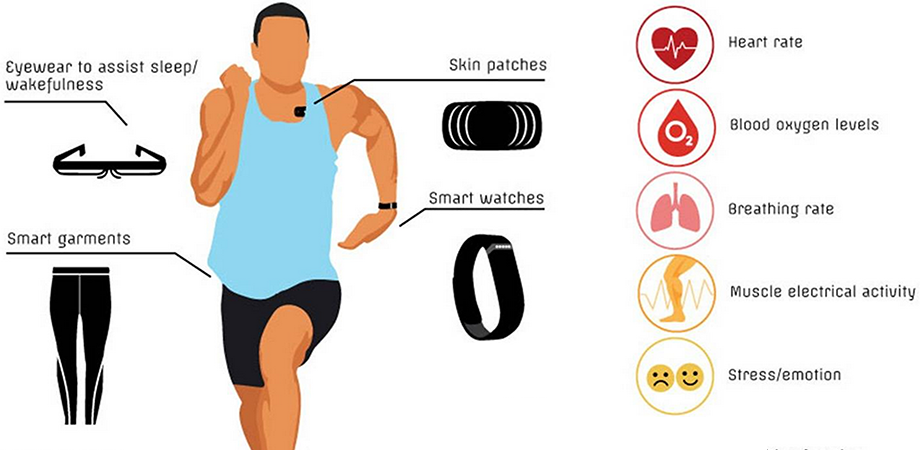 Eyewear to assist sleep/
wakefulness
Smart garments
Skin patches
Smart watches
Heart rate
O2
Blood oxygen levels
Breathing rate
Muscle electrical activity
Stress/emotion